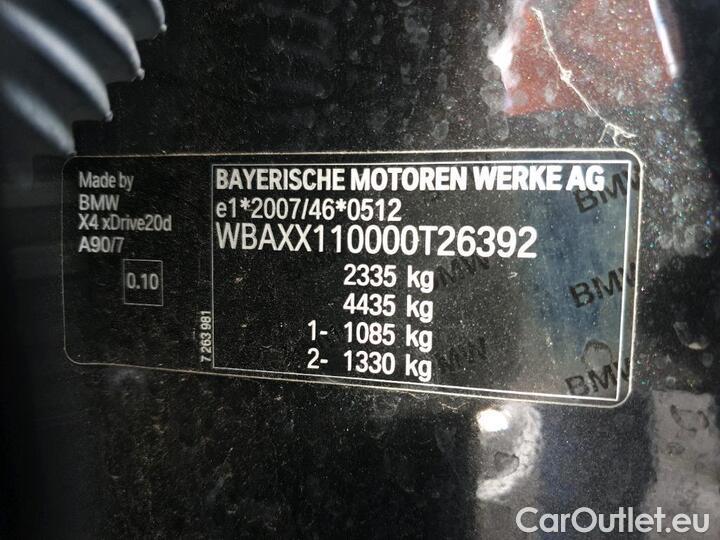 Made by
BMW
X4 xDrive20d
A90/7
0.10
7 263 981
BAYERISCHE MOTOREN WERKE AG
e1*2007/46*0512
WBAXX110000T26392
2335 kg
4435 kg
1- 1085 kg
2- 1330 kg
BMW
BMW
BMW
BMW
CarOutlet.eu